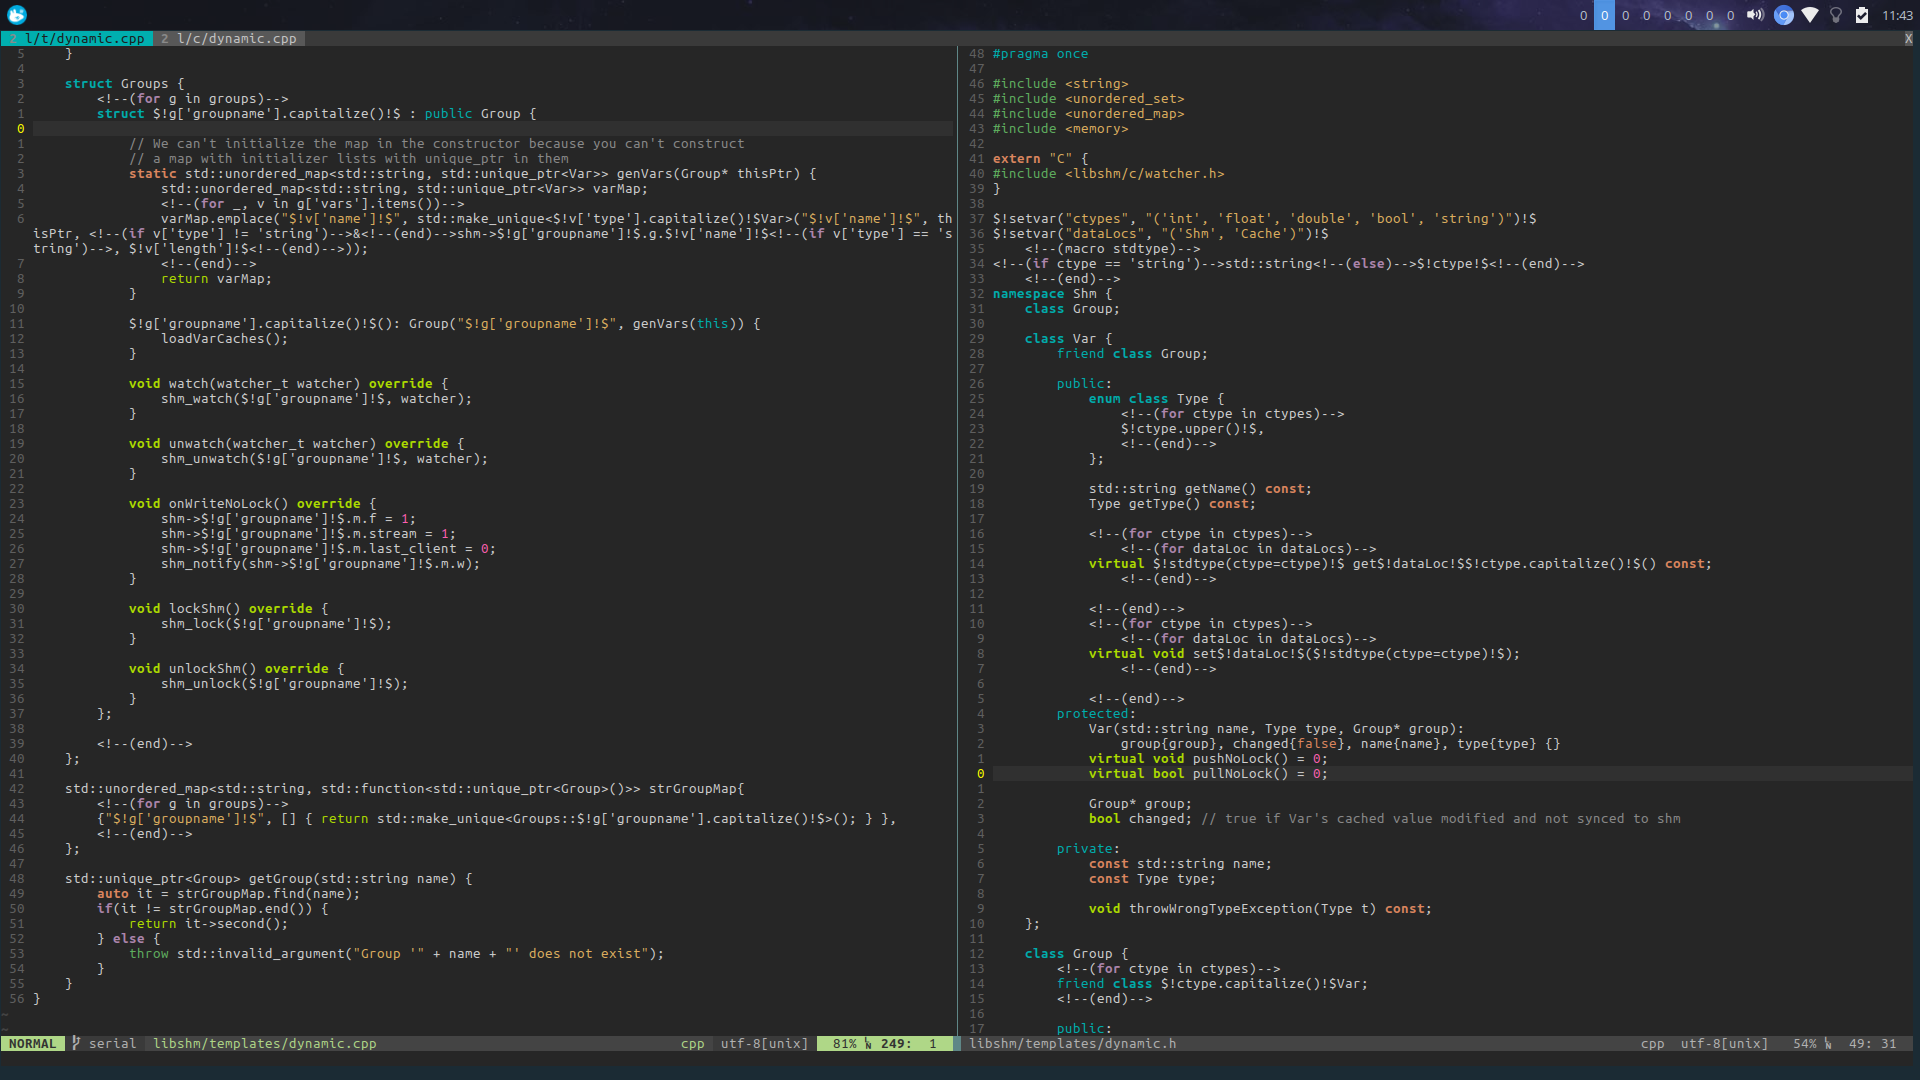 0 0 0 0 0 0 0 0 11:43
2 l/t/dynamic.cpp 2 l/c/dynamic.cpp X
5     }
4
3     struct Groups {
2         <!--(for g in groups)-->
1         struct $!g['groupname'].capitalize()!$ : public Group {
0
1             // We can't initialize the map in the constructor because you can't construct
2             // a map with initializer lists with unique_ptr in them
3             static std::unordered_map<std::string, std::unique_ptr<Var>> genVars(Group* thisPtr) {
4                 std::unordered_map<std::string, std::unique_ptr<Var>> varMap;
5                 <!--(for _, v in g['vars'].items())-->
6                 varMap.emplace("$!v['name']!$", std::make_unique<$!v['type'].capitalize()!$Var>("$!v['name']!$", th
isPtr, <!--(if v['type'] != 'string')-->&<!--(end)-->shm->$!g['groupname']!$.g.$!v['name']!$<!--(if v['type'] == 's
tring')-->, $!v['length']!$<!--(end)-->));
7                 <!--(end)-->
8                 return varMap;
9             }
10
11            $!g['groupname'].capitalize()!$(): Group("$!g['groupname']!$", genVars(this)) {
12                loadVarCaches();
13            }
14
15            void watch(watcher_t watcher) override {
16                shm_watch($!g['groupname']!$, watcher);
17            }
18
19            void unwatch(watcher_t watcher) override {
20                shm_unwatch($!g['groupname']!$, watcher);
21            }
22
23            void onWriteNoLock() override {
24                shm->$!g['groupname']!$.m.f = 1;
25                shm->$!g['groupname']!$.m.stream = 1;
26                shm->$!g['groupname']!$.m.last_client = 0;
27                shm_notify(shm->$!g['groupname']!$.m.w);
28            }
29
30            void lockShm() override {
31                shm_lock($!g['groupname']!$);
32            }
33
34            void unlockShm() override {
35                shm_unlock($!g['groupname']!$);
36            }
37        };
38
39        <!--(end)-->
40    };
41
42    std::unordered_map<std::string, std::function<std::unique_ptr<Group>()>> strGroupMap{
43        <!--(for g in groups)-->
44        {"$!g['groupname']!$", [] { return std::make_unique<Groups::$!g['groupname'].capitalize()!$>(); } },
45        <!--(end)-->
46    };
47
48    std::unique_ptr<Group> getGroup(std::string name) {
49        auto it = strGroupMap.find(name);
50        if(it != strGroupMap.end()) {
51            return it->second();
52        } else {
53            throw std::invalid_argument("Group '" + name + "' does not exist");
54        }
55    }
56 }
~
~
NORMAL serial libshm/templates/dynamic.cpp cpp utf-8[unix] 81% LN 249: 1
48 #pragma once
47
46 #include <string>
45 #include <unordered_set>
44 #include <unordered_map>
43 #include <memory>
42
41 extern "C" {
40 #include <libshm/c/watcher.h>
39 }
38
37 $!setvar("ctypes", "('int', 'float', 'double', 'bool', 'string')")!$
36 $!setvar("dataLocs", "('Shm', 'Cache')")!$
35     <!--(macro stdtype)-->
34 <!--(if ctype == 'string')-->std::string<!--(else)-->$!ctype!$<!--(end)-->
33     <!--(end)-->
32 namespace Shm {
31     class Group;
30
29     class Var {
28         friend class Group;
27
26         public:
25             enum class Type {
24                 <!--(for ctype in ctypes)-->
23                 $!ctype.upper()!$,
22                 <!--(end)-->
21             };
20
19             std::string getName() const;
18             Type getType() const;
17
16             <!--(for ctype in ctypes)-->
15                 <!--(for dataLoc in dataLocs)-->
14             virtual $!stdtype(ctype=ctype)!$ get$!dataLoc!$$!ctype.capitalize()!$() const;
13                 <!--(end)-->
12
11             <!--(end)-->
10             <!--(for ctype in ctypes)-->
9                 <!--(for dataLoc in dataLocs)-->
8             virtual void set$!dataLoc!$($!stdtype(ctype=ctype)!$);
7                 <!--(end)-->
6
5             <!--(end)-->
4         protected:
3             Var(std::string name, Type type, Group* group):
2                 group{group}, changed{false}, name{name}, type{type} {}
1             virtual void pushNoLock() = 0;
0             virtual bool pullNoLock() = 0;
1
2             Group* group;
3             bool changed; // true if Var's cached value modified and not synced to shm
4
5         private:
6             const std::string name;
7             const Type type;
8
9             void throwWrongTypeException(Type t) const;
10    };
11
12    class Group {
13        <!--(for ctype in ctypes)-->
14        friend class $!ctype.capitalize()!$Var;
15        <!--(end)-->
16
17        public:
libshm/templates/dynamic.h cpp utf-8[unix] 54% LN 49: 31